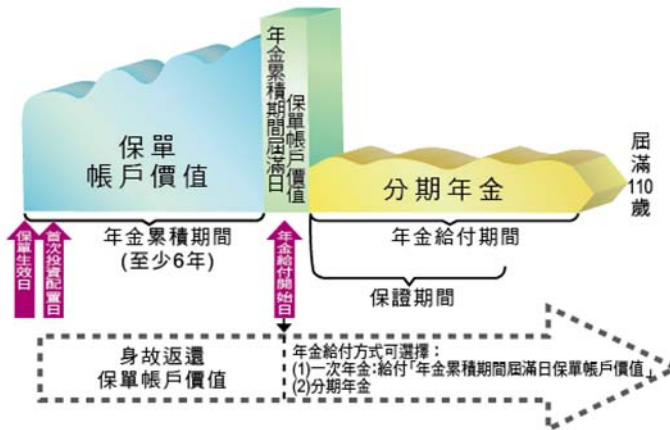 保單
帳戶價值
年金累積期間屆滿日
保單帳戶價值
分期年金
屆滿110歲
保單生效日
首次投資配置日
年金累積期間
(至少6年)
年金給付開始日
年金給付期間
保證期間
身故返還
保單帳戶價值
年金給付方式可選擇：
(1)一次年金:給付「年金累積期間屆滿日保單帳戶價值」
(2)分期年金